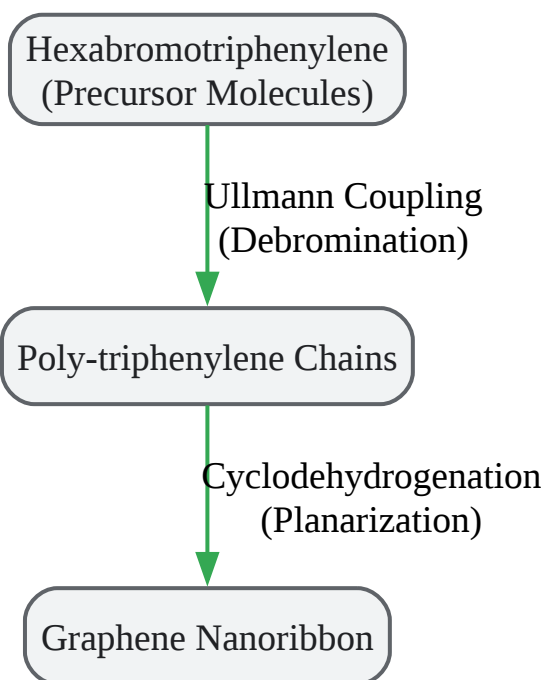 Hexabromotriphenylene
(Precursor Molecules)
Ullmann Coupling
(Debromination)
Poly-triphenylene Chains
Cyclodehydrogenation
(Planarization)
Graphene Nanoribbon